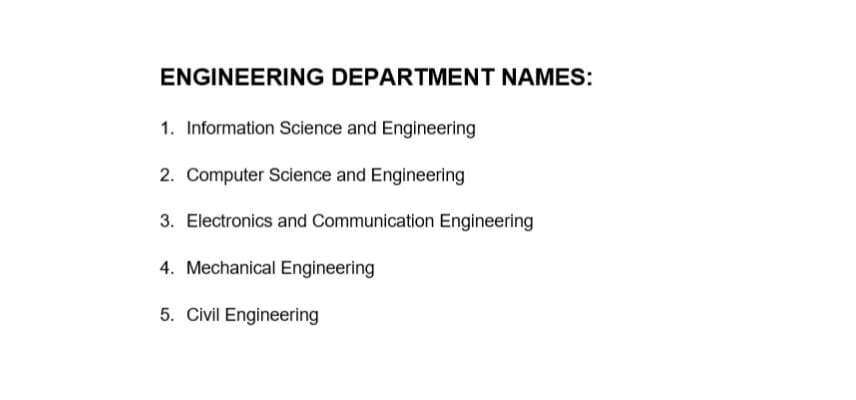 ENGINEERING DEPARTMENT NAMES:
1. Information Science and Engineering
2. Computer Science and Engineering
3. Electronics and Communication Engineering
4. Mechanical Engineering
5. Civil Engineering